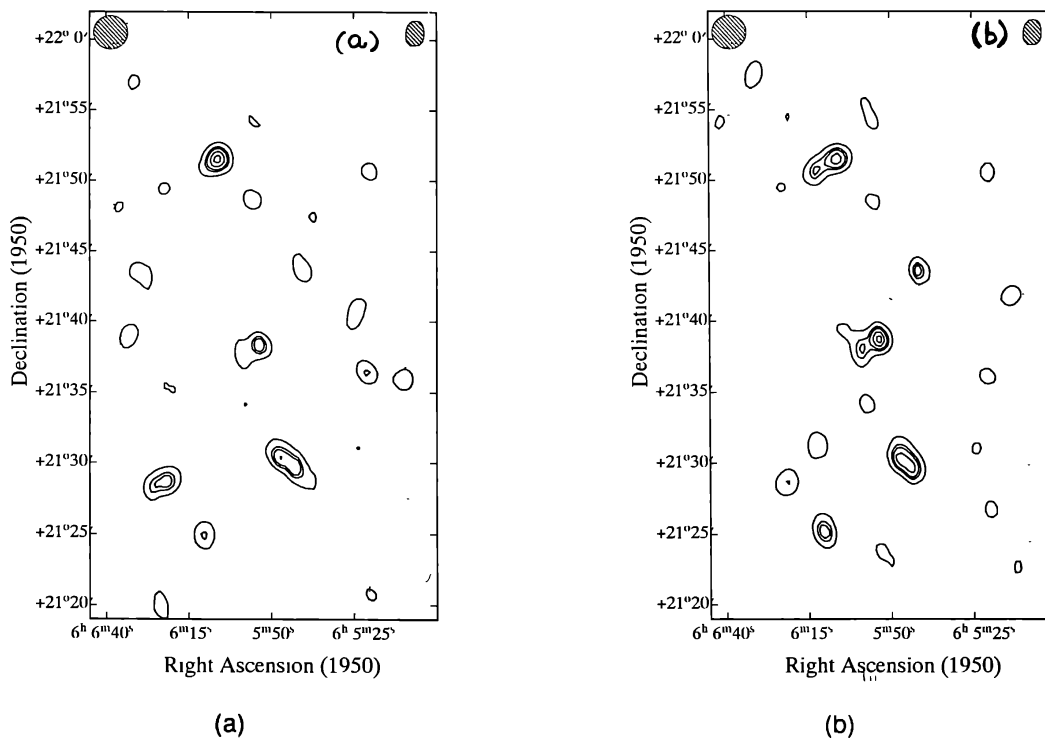 (a)
+22° 0′
+21°55′
+21°50′
+21°45′
+21°40′
+21°35′
+21°30′
+21°25′
+21°20′
Declination (1950)
6ʰ 6ᵐ40ˢ 6ᵐ15ˢ 5ᵐ50ˢ 6ʰ 5ᵐ25ˢ
Right Ascension (1950)
(a)
(b)
+22° 0′
+21°55′
+21°50′
+21°45′
+21°40′
+21°35′
+21°30′
+21°25′
+21°20′
Declination (1950)
6ʰ 6ᵐ40ˢ 6ᵐ15ˢ 5ᵐ50ˢ 6ʰ 5ᵐ25ˢ
Right Ascension (1950)
(b)